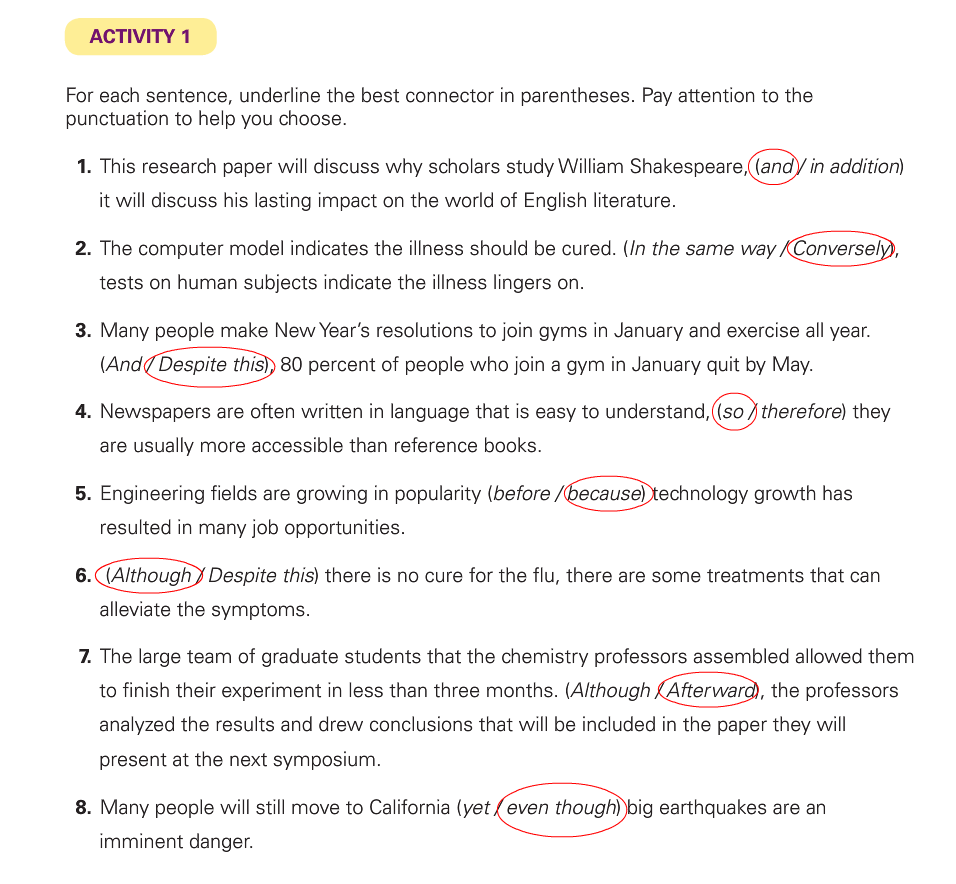 ACTIVITY 1
For each sentence, underline the best connector in parentheses. Pay attention to the
punctuation to help you choose.
1. This research paper will discuss why scholars study William Shakespeare, (and / in addition)
it will discuss his lasting impact on the world of English literature.
2. The computer model indicates the illness should be cured. (In the same way / Conversely),
tests on human subjects indicate the illness lingers on.
3. Many people make New Year's resolutions to join gyms in January and exercise all year.
(And / Despite this), 80 percent of people who join a gym in January quit by May.
4. Newspapers are often written in language that is easy to understand, (so / therefore) they
are usually more accessible than reference books.
5. Engineering fields are growing in popularity (before / because) technology growth has
resulted in many job opportunities.
6. (Although / Despite this) there is no cure for the flu, there are some treatments that can
alleviate the symptoms.
7. The large team of graduate students that the chemistry professors assembled allowed them
to finish their experiment in less than three months. (Although / Afterward), the professors
analyzed the results and drew conclusions that will be included in the paper they will
present at the next symposium.
8. Many people will still move to California (yet / even though) big earthquakes are an
imminent danger.